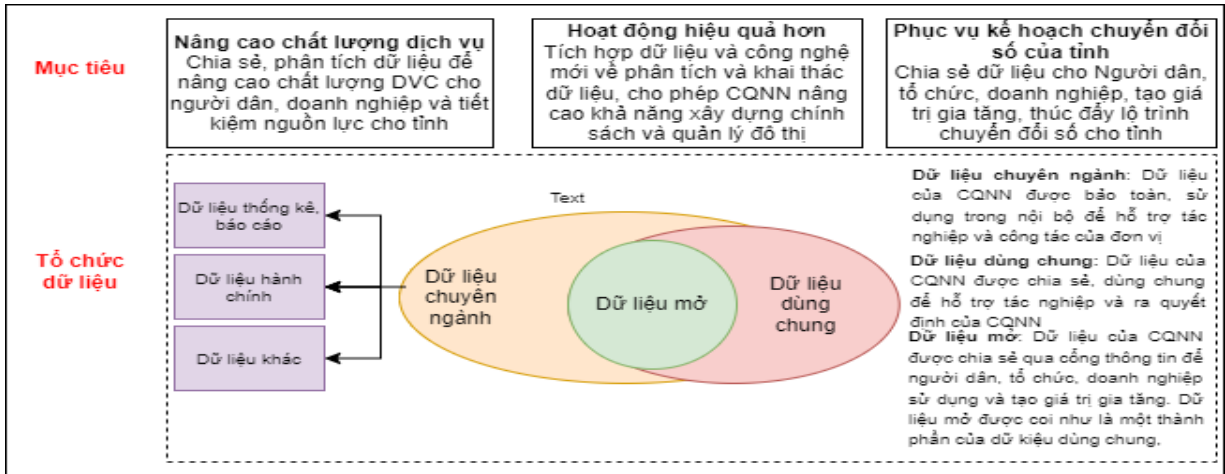 Mục tiêu
Nâng cao chất lượng dịch vụ
Chia sẻ, phân tích dữ liệu để
nâng cao chất lượng DVC cho
người dân, doanh nghiệp và tiết
kiệm nguồn lực cho tỉnh
Hoạt động hiệu quả hơn
Tích hợp dữ liệu và công nghệ
mới về phân tích và khai thác
dữ liệu, cho phép CQNN nâng
cao khả năng xây dựng chính
sách và quản lý đô thị
Phục vụ kế hoạch chuyển đổi
số của tỉnh
Chia sẻ dữ liệu cho Người dân,
tổ chức, doanh nghiệp, tạo giá
trị gia tăng, thúc đẩy lộ trình
chuyển đổi số cho tỉnh
Tổ chức
dữ liệu
Dữ liệu thống kê,
báo cáo
Dữ liệu hành
chính
Dữ liệu khác
Text
Dữ liệu
chuyên
ngành
Dữ liệu mở
Dữ liệu
dùng
chung
Dữ liệu chuyên ngành: Dữ liệu
của CQNN được bảo toàn, sử
dụng trong nội bộ để hỗ trợ tác
nghiệp và công tác của đơn vị
Dữ liệu dùng chung: Dữ liệu của
CQNN được chia sẻ, dùng chung
để hỗ trợ tác nghiệp và ra quyết
định của CQNN
Dữ liệu mở: Dữ liệu của CQNN
được chia sẻ qua cổng thông tin để
người dân, tổ chức, doanh nghiệp
sử dụng và tạo giá trị gia tăng. Dữ
liệu mở được coi như là một thành
phần của dữ kiệu dùng chung,